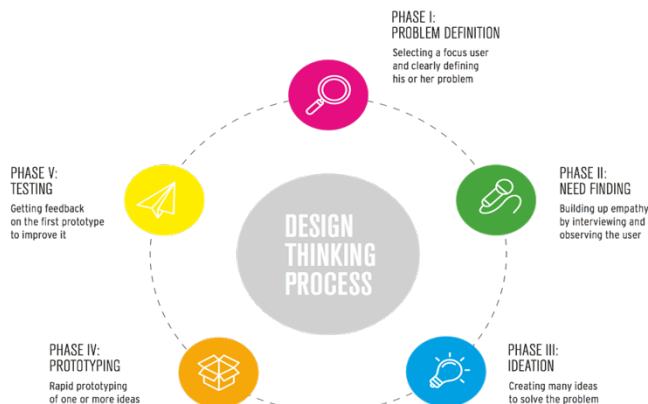 PHASE I:
PROBLEM DEFINITION
Selecting a focus user
and clearly defining
his or her problem
PHASE II:
NEED FINDING
Building up empathy
by interviewing and
observing the user
PHASE III:
IDEATION
Creating many ideas
to solve the problem
PHASE IV:
PROTOTYPING
Rapid prototyping
of one or more ideas
PHASE V:
TESTING
Getting feedback
on the first prototype
to improve it
DESIGN
THINKING
PROCESS